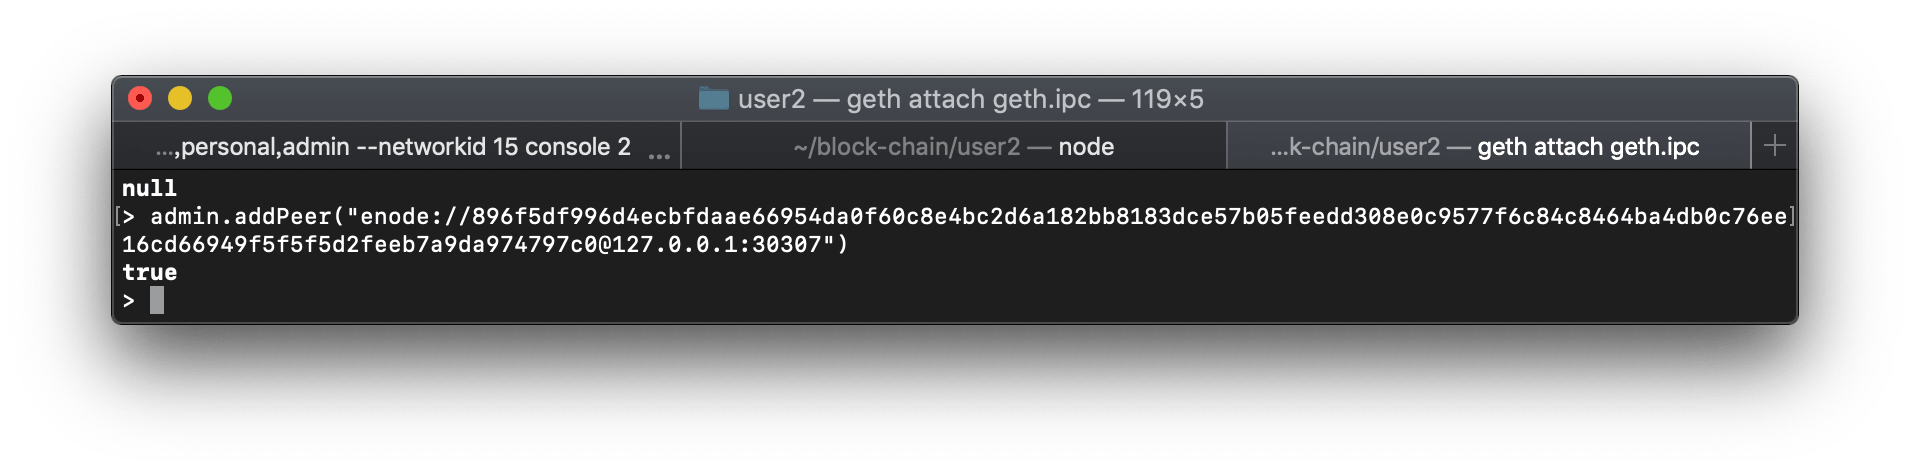 user2 — geth attach geth.ipc — 119×5
...,personal,admin --networkid 15 console 2 ...
~/block-chain/user2 — node
...k-chain/user2 — geth attach geth.ipc
null
> admin.addPeer("enode://896f5df996d4ecbfdaae66954da0f60c8e4bc2d6a182bb8183dce57b05feedd308e0c9577f6c84c8464ba4db0c76ee
16cd66949f5f5f5d2feeb7a9da974797c0@127.0.0.1:30307")
true
>